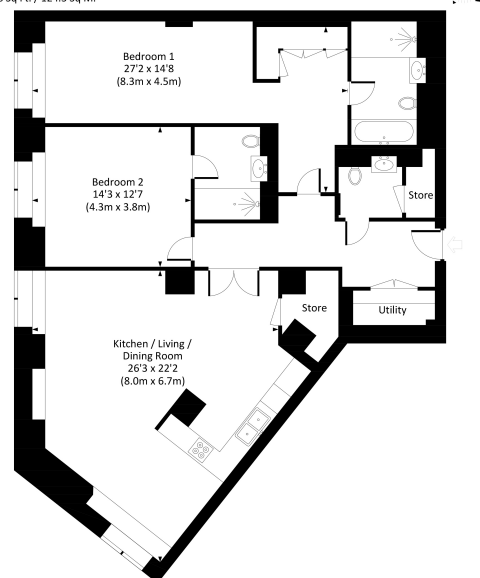 Bedroom 1
27'2 x 14'8
(8.3m x 4.5m)
Bedroom 2
14'3 x 12'7
(4.3m x 3.8m)
Store
Store
Utility
Kitchen / Living /
Dining Room
26'3 x 22'2
(8.0m x 6.7m)